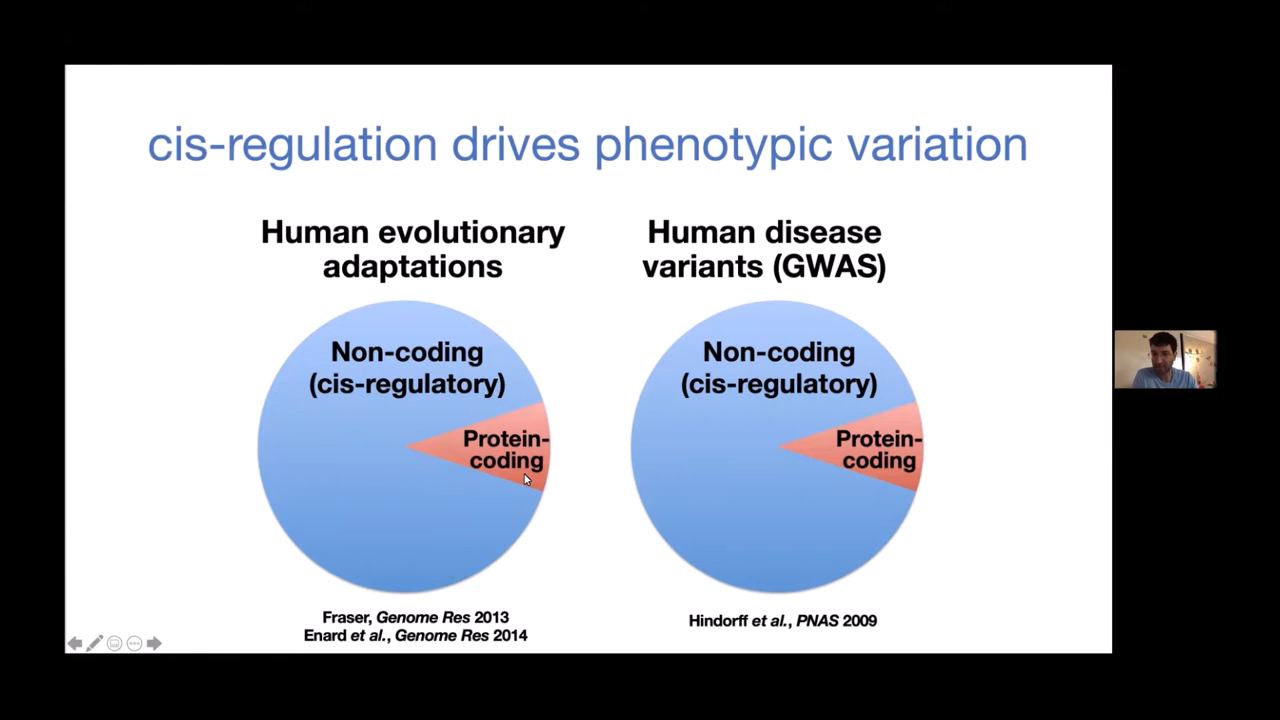 cis-regulation drives phenotypic variation
Human evolutionary
adaptations
Non-coding
(cis-regulatory)
Protein-
coding
Fraser, Genome Res 2013
Enard et al., Genome Res 2014
Human disease
variants (GWAS)
Non-coding
(cis-regulatory)
Protein-
coding
Hindorff et al., PNAS 2009